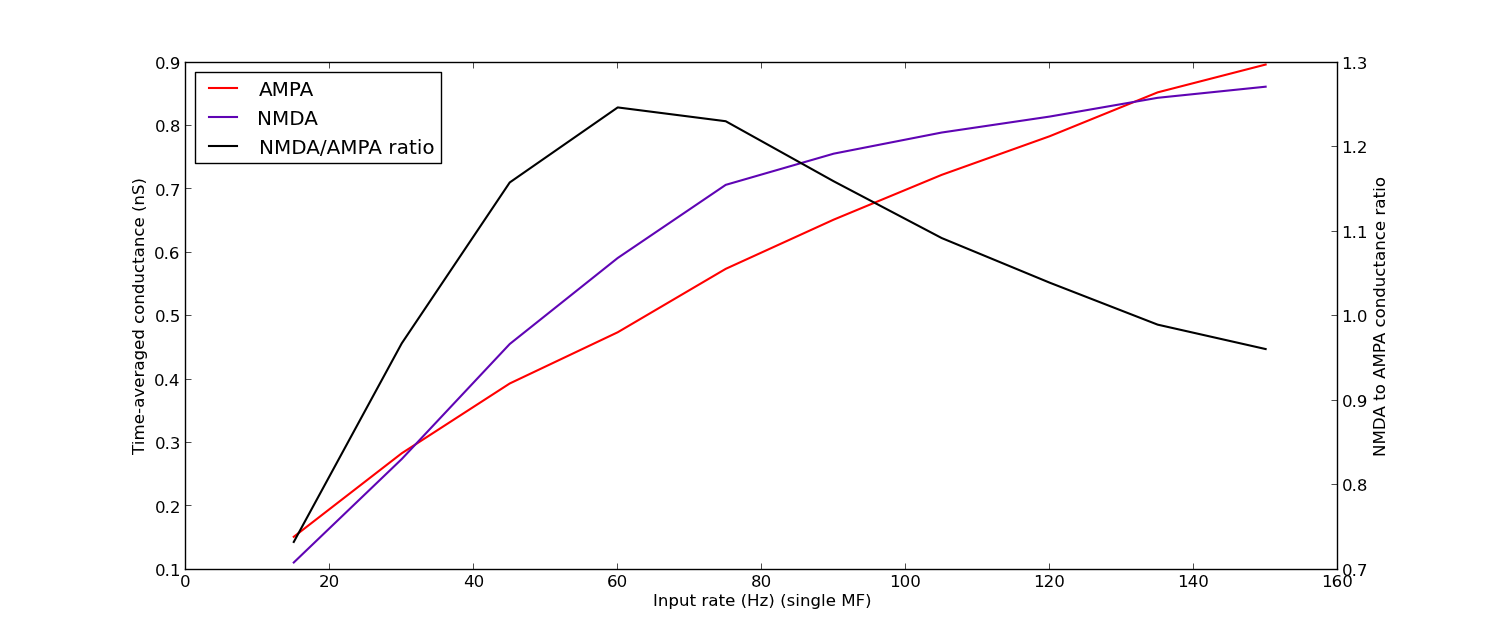 AMPA
NMDA
NMDA/AMPA ratio
Time-averaged conductance (nS)
0.9
0.8
0.7
0.6
0.5
0.4
0.3
0.2
0.1
0 20 40 60 80 100 120 140 160
Input rate (Hz) (single MF)
1.3
1.2
1.1
1.0
0.9
0.8
0.7
NMDA to AMPA conductance ratio